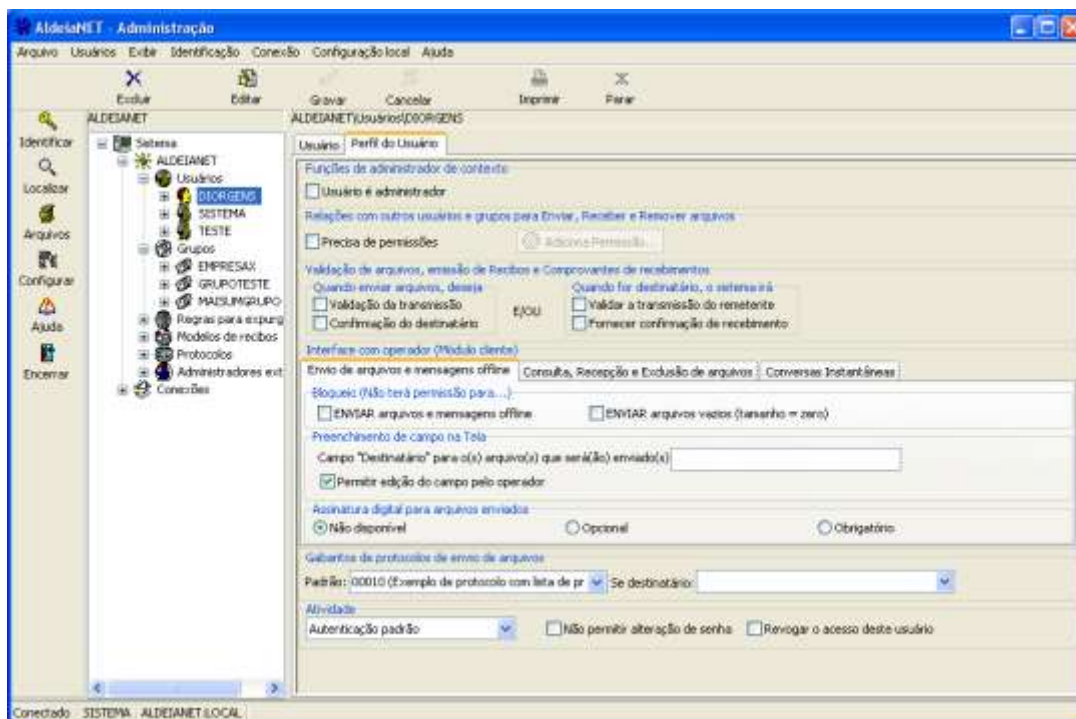 AldeiaNET - Administração
Arquivo Usuários Exibir Identificação Conexão Configuração local Ajuda
Excluir Editar Gravar Cancelar Imprimir Parar
Identificar
Localizar
Arquivos
Configurar
Ajuda
Encerrar
ALDEIANET
Sistema
ALDEIANET
Usuários
DIORGENS
SISTEMA
TESTE
Grupos
EMPRESAX
GRUPOTESTE
MAISUMGRUPO
Regras para expurg
Modelos de recibos
Protocolos
Administradores ext
Conexões
ALDEIANET\Usuários\DIORGENS
Usuário Perfil do Usuário
Funções de administrador de contexto
Usuário é administrador
Relações com outros usuários e grupos para Enviar, Receber e Remover arquivos
Precisa de permissões Adiciona Permissão...
Validação de arquivos, emissão de Recibos e Comprovantes de recebimentos
Quando enviar arquivos, deseja Quando for destinatário, o sistema irá
Validação da transmissão E/OU Validar a transmissão do remetente
Confirmação do destinatário Fornecer confirmação de recebimento
Interface com operador (Módulo cliente)
Envio de arquivos e mensagens offline Consulta, Recepção e Exclusão de arquivos Conversas Instantâneas
Bloqueio (Não terá permissão para...)
ENVIAR arquivos e mensagens offline ENVIAR arquivos vazios (tamanho = zero)
Preenchimento de campo na Tela
Campo "Destinatário" para o(s) arquivo(s) que será(ão) enviado(s)
Permitir edição do campo pelo operador
Assinatura digital para arquivos enviados
Não disponível Opcional Obrigatório
Gabaritos de protocolos de envio de arquivos
Padrão: 00010 (Exemplo de protocolo com lista de pr Se destinatário:
Atividade
Autenticação padrão Não permitir alteração de senha Revogar o acesso deste usuário
Conectado SISTEMA ALDEIANET:LOCAL